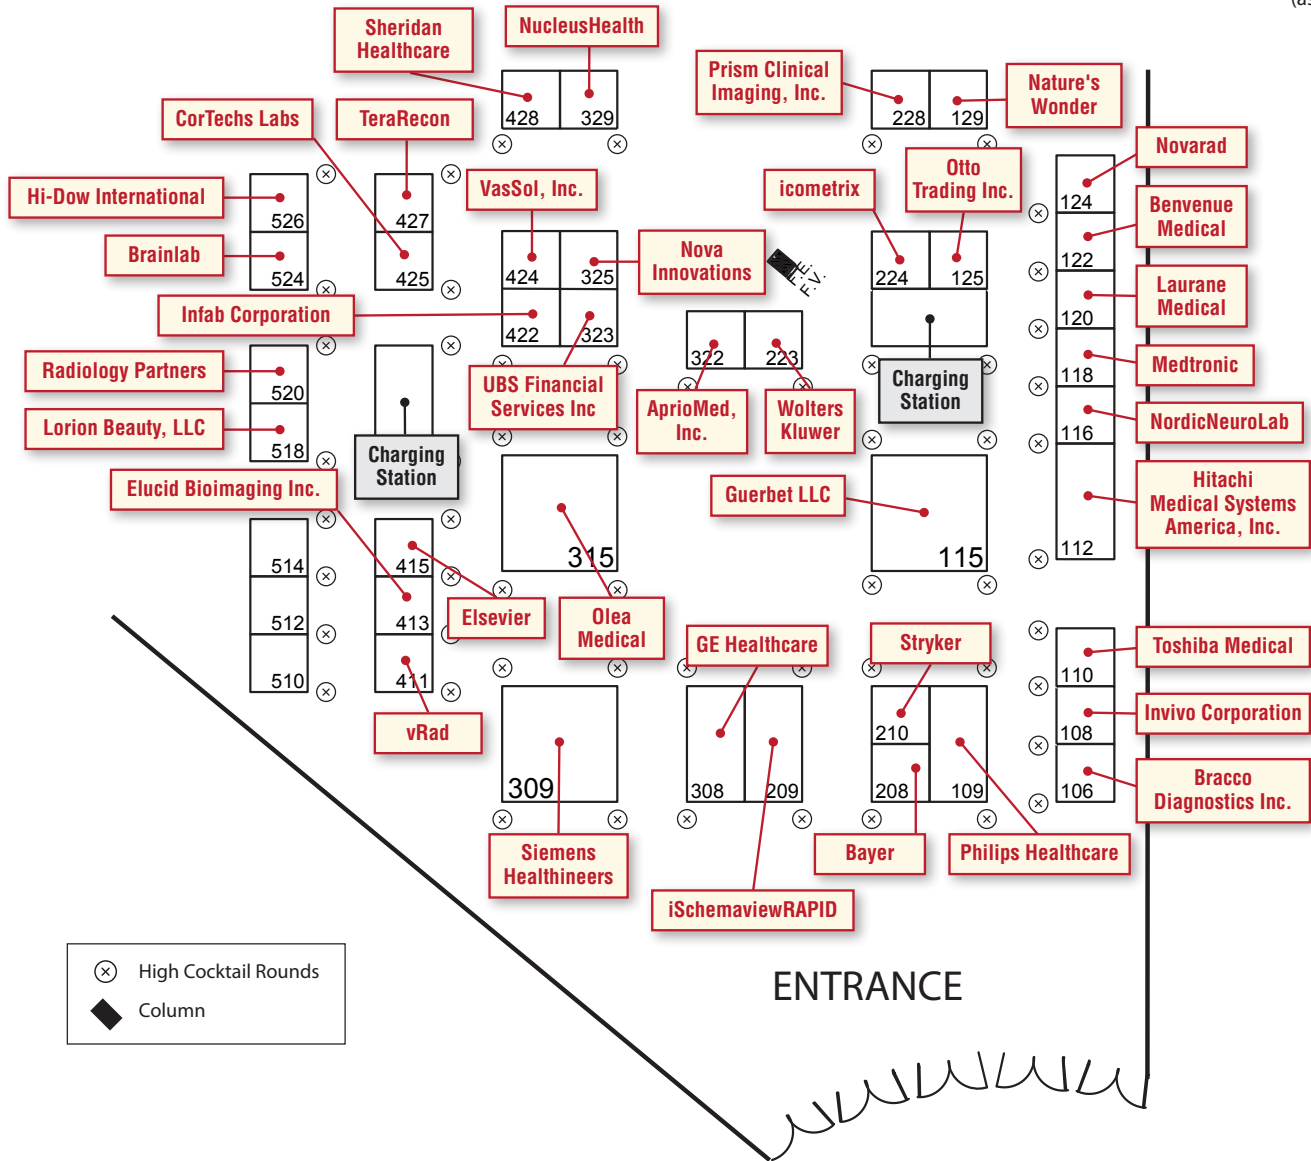 (as
Sheridan
Healthcare
NucleusHealth
Prism Clinical
Imaging, Inc.
Nature's
Wonder
428
329
228
129
CorTechs Labs
TeraRecon
Novarad
Hi-Dow International
526
427
VasSol, Inc.
icometrix
Otto
Trading Inc.
124
Benvenue
Medical
Brainlab
524
425
424
325
Nova
Innovations
F.E.
F.V.
224
125
122
Laurane
Medical
Infab Corporation
422
323
120
Radiology Partners
520
UBS Financial
Services Inc
322
223
Charging
Station
118
Medtronic
Lorion Beauty, LLC
518
Charging
Station
AprioMed,
Inc.
Wolters
Kluwer
116
NordicNeuroLab
Elucid Bioimaging Inc.
Guerbet LLC
Hitachi
Medical Systems
America, Inc.
514
415
315
115
112
512
413
Elsevier
Olea
Medical
GE Healthcare
Stryker
Toshiba Medical
510
411
110
vRad
210
108
Invivo Corporation
309
308
209
208
109
106
Bracco
Diagnostics Inc.
Siemens
Healthineers
Bayer
Philips Healthcare
iSchemaviewRAPID
High Cocktail Rounds
Column
ENTRANCE